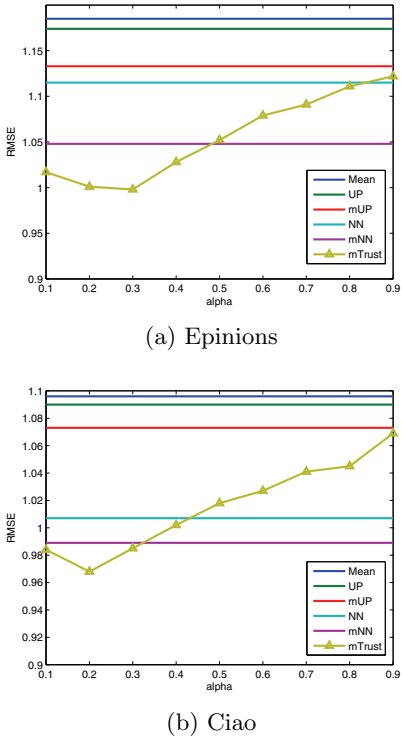 1.15
1.1
1.05
1
0.95
0.9
RMSE
0.1 0.2 0.3 0.4 0.5 0.6 0.7 0.8 0.9
alpha
Mean
UP
mUP
NN
mNN
mTrust
(a) Epinions
1.1
1.08
1.06
1.04
1.02
1
0.98
0.96
0.94
0.92
0.9
RMSE
0.1 0.2 0.3 0.4 0.5 0.6 0.7 0.8 0.9
alpha
Mean
UP
mUP
NN
mNN
mTrust
(b) Ciao